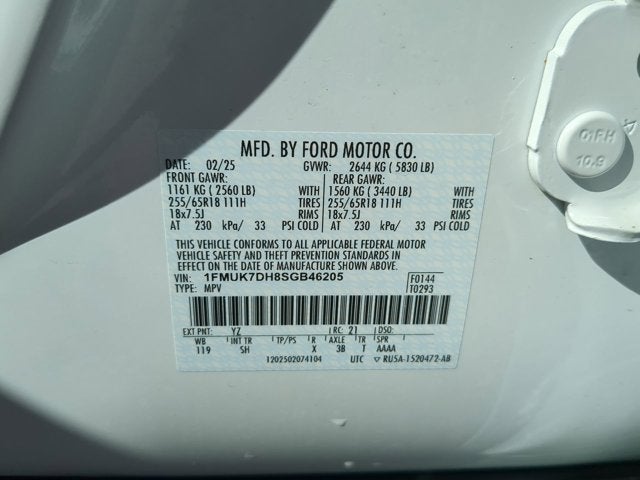 MFD. BY FORD MOTOR CO.
DATE: 02/25 GVWR: 2644 KG ( 5830 LB)
FRONT GAWR: REAR GAWR:
1161 KG ( 2560 LB) WITH 1560 KG ( 3440 LB) WITH
255/65R18 111H TIRES 255/65R18 111H TIRES
18x7.5J RIMS 18x7.5J RIMS
AT 230 kPa/ 33 PSI COLD AT 230 kPa/ 33 PSI COLD
THIS VEHICLE CONFORMS TO ALL APPLICABLE FEDERAL MOTOR
VEHICLE SAFETY AND THEFT PREVENTION STANDARDS IN
EFFECT ON THE DATE OF MANUFACTURE SHOWN ABOVE.
VIN: 1FMUK7DH8SGB46205 F0144
TYPE: MPV T0293
EXT PNT: YZ RC: 21
WB INT TR TP/PS R AXLE TR SPR
119 SH X 3B T AAAA
1202502074104 UTC ▽ RU5A-1520472-AB
10.9